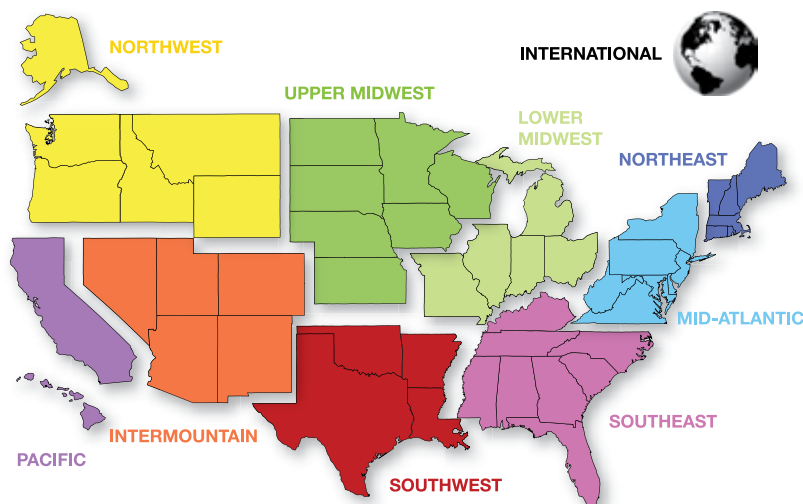 NORTHWEST
INTERNATIONAL
UPPER MIDWEST
LOWER
MIDWEST
NORTHEAST
MID-ATLANTIC
SOUTHEAST
INTERMOUNTAIN
PACIFIC
SOUTHWEST